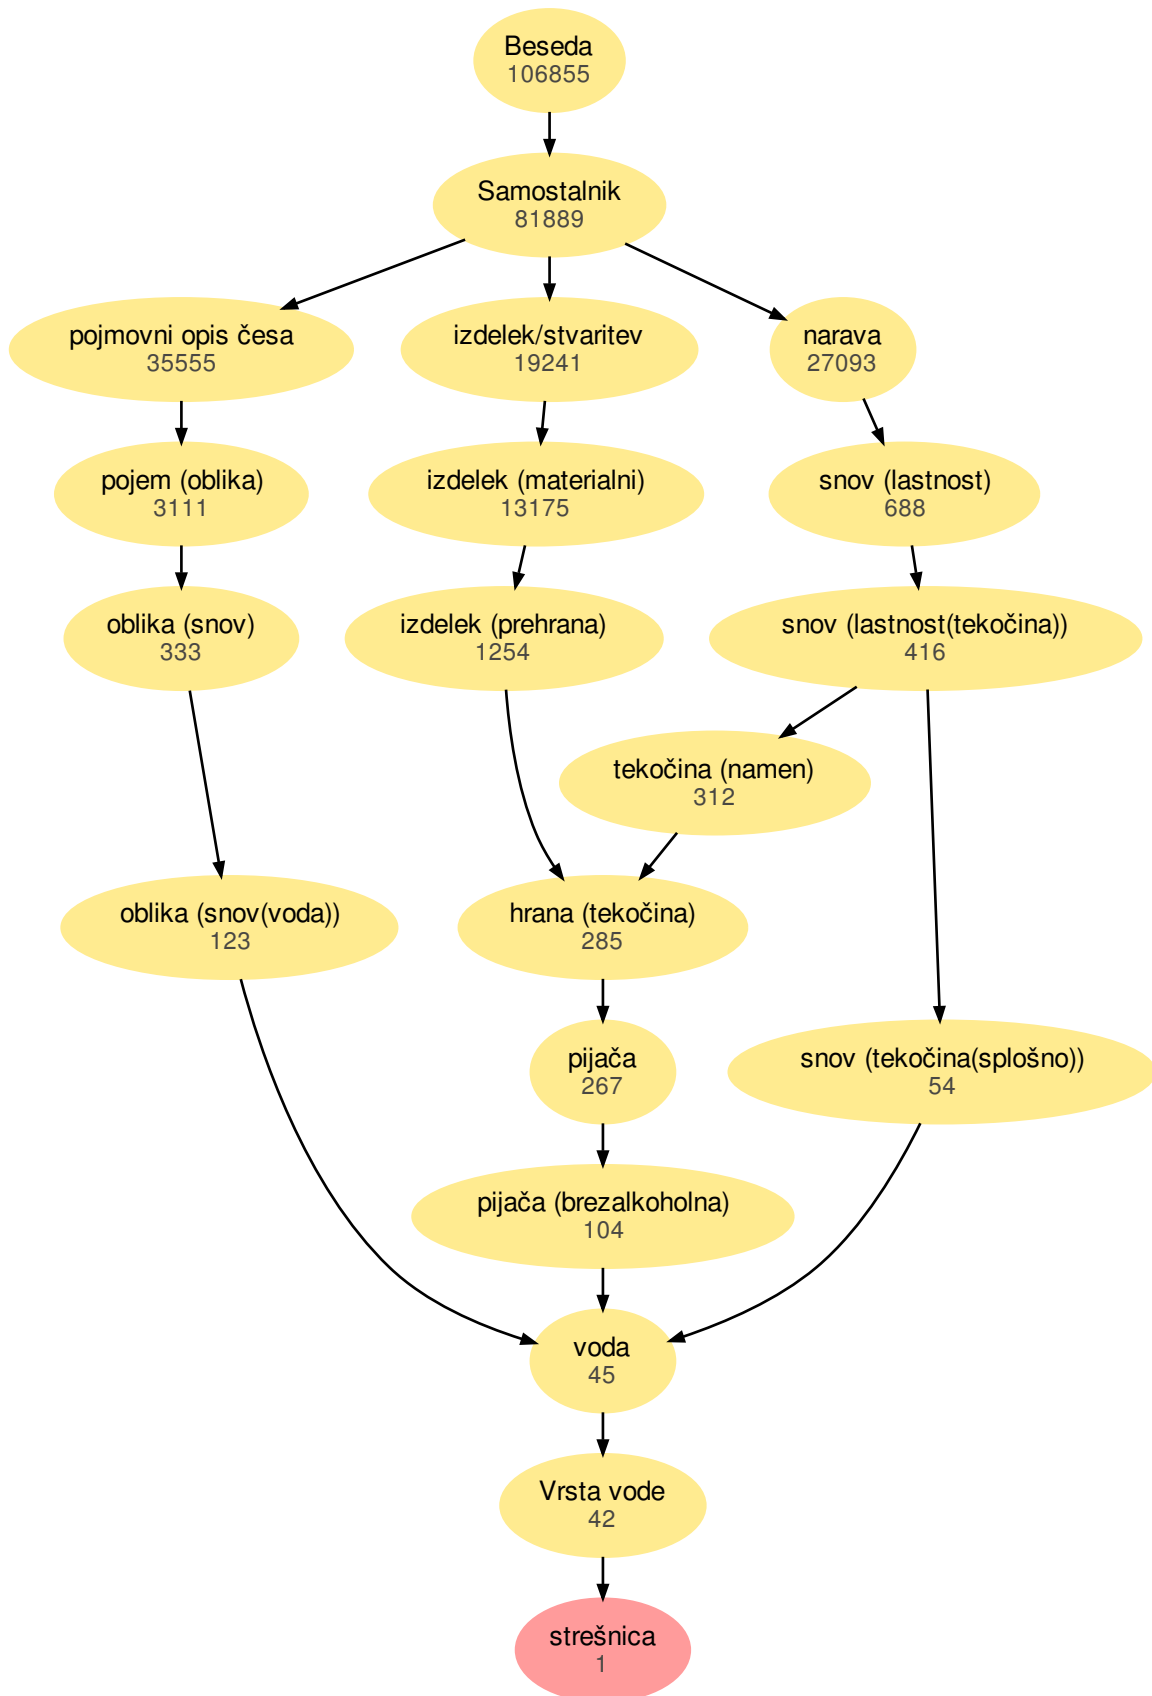 Beseda
106855
Samostalnik
81889
pojmovni opis česa
35555
izdelek/stvaritev
19241
narava
27093
pojem (oblika)
3111
izdelek (materialni)
13175
snov (lastnost)
688
oblika (snov)
333
izdelek (prehrana)
1254
snov (lastnost(tekočina))
416
tekočina (namen)
312
oblika (snov(voda))
123
hrana (tekočina)
285
pijača
267
snov (tekočina(splošno))
54
pijača (brezalkoholna)
104
voda
45
Vrsta vode
42
strešnica
1